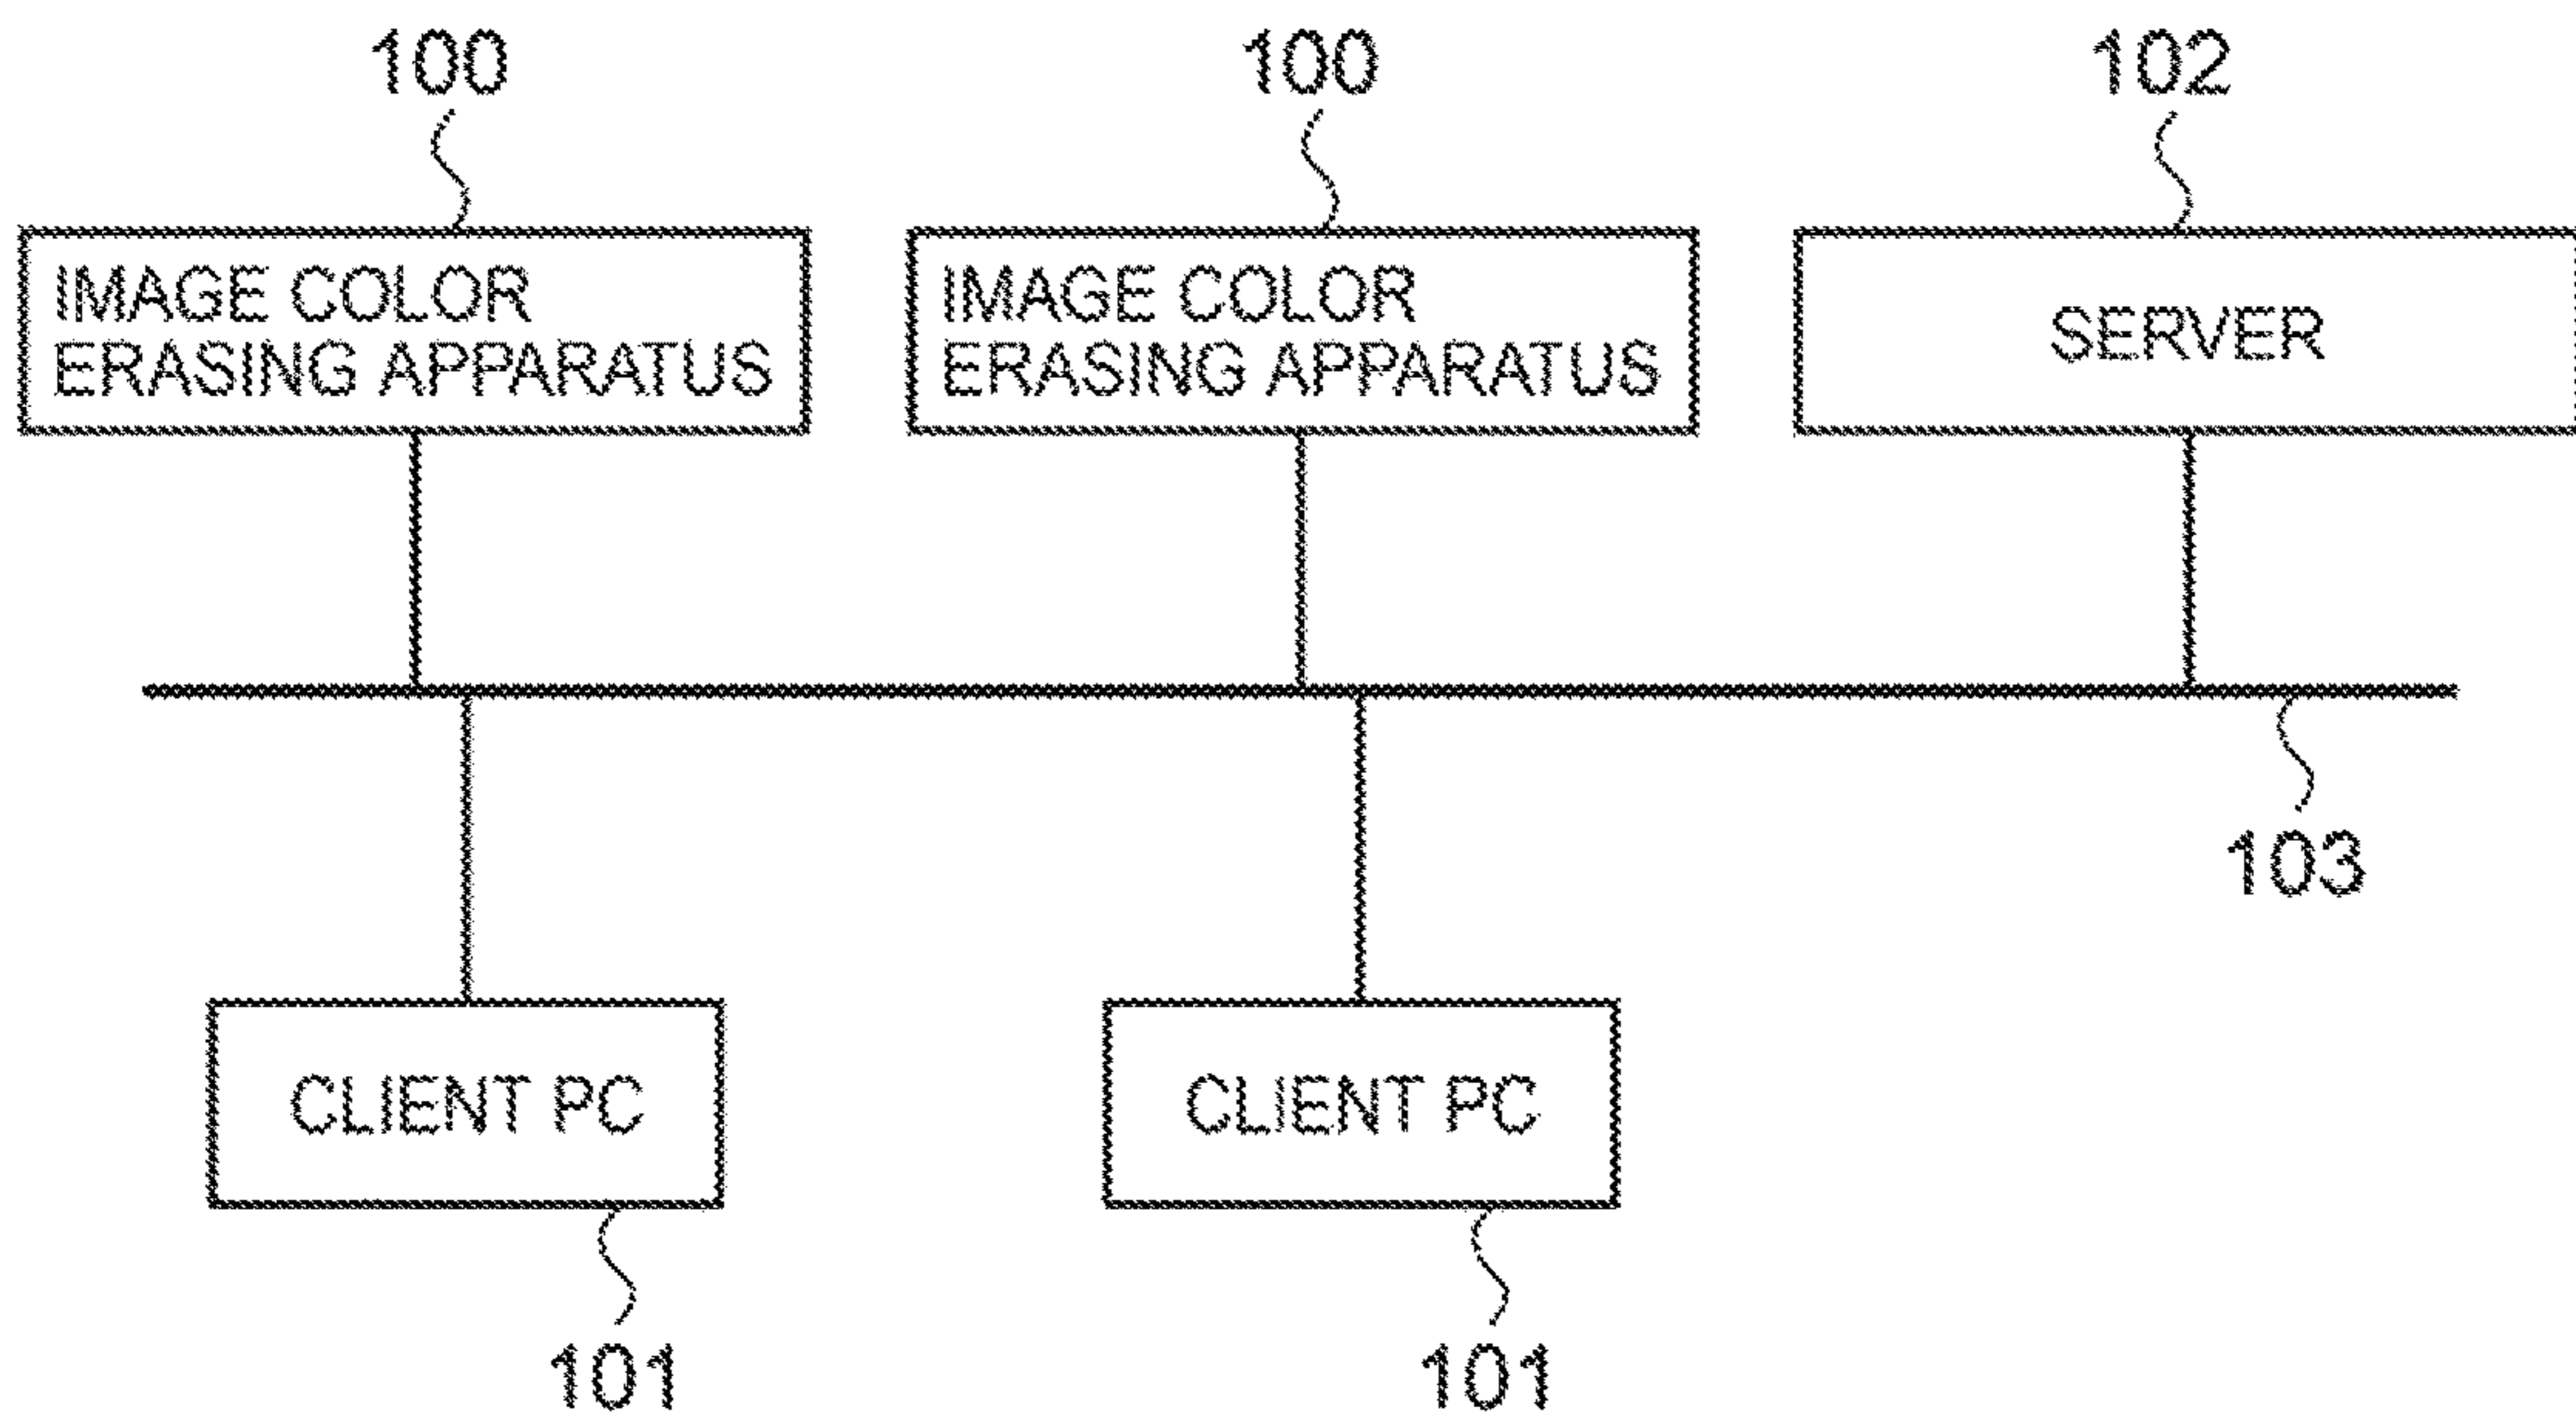 100
100
102
IMAGE COLOR
ERASING APPARATUS
IMAGE COLOR
ERASING APPARATUS
SERVER
103
CLIENT PC
CLIENT PC
101
101